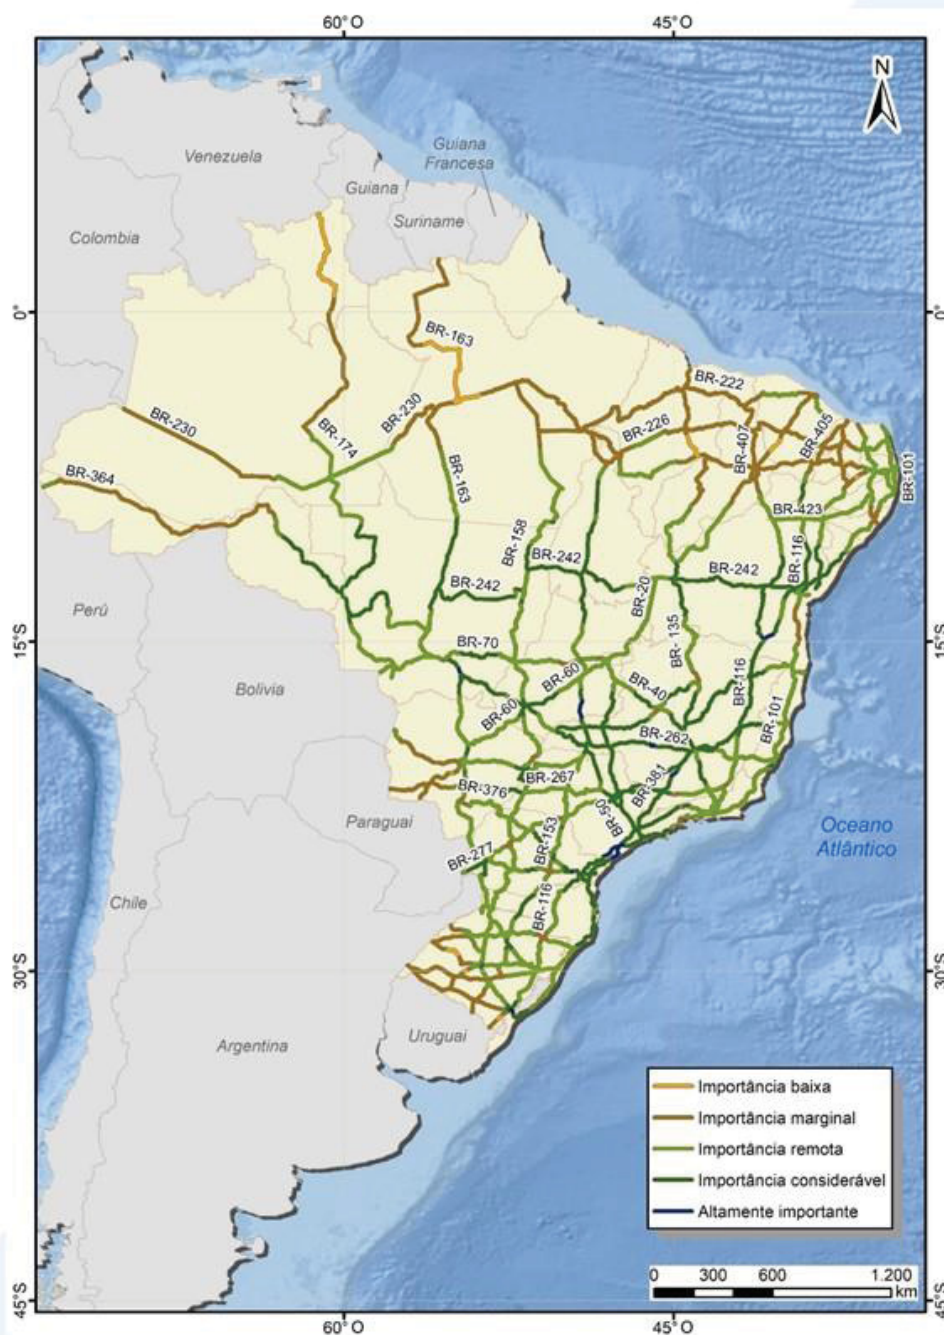 60° O
45° O
N
Venezuela
Guiana
Francesa
Guiana
Suriname
Colombia
0°
0°
BR-163
BR-222
BR-230
BR-230
BR-226
BR-407
BR-405
BR-174
BR-364
BR-163
BR-101
BR-423
BR-158
BR-116
BR-242
BR-242
BR-242
BR-20
Perú
15°S
15°S
BR-135
BR-70
BR-60
BR-116
Bolivia
BR-40
BR-60
BR-101
BR-262
BR-267
BR-381
BR-376
BR-50
Paraguai
BR-153
Oceano
Atlântico
BR-277
Chile
BR-116
30°S
30°S
Uruguai
Argentina
Importância baixa
Importância marginal
Importância remota
Importância considerável
Altamente importante
0 300 600 1.200
km
45°S
45°S
60° O
45° O